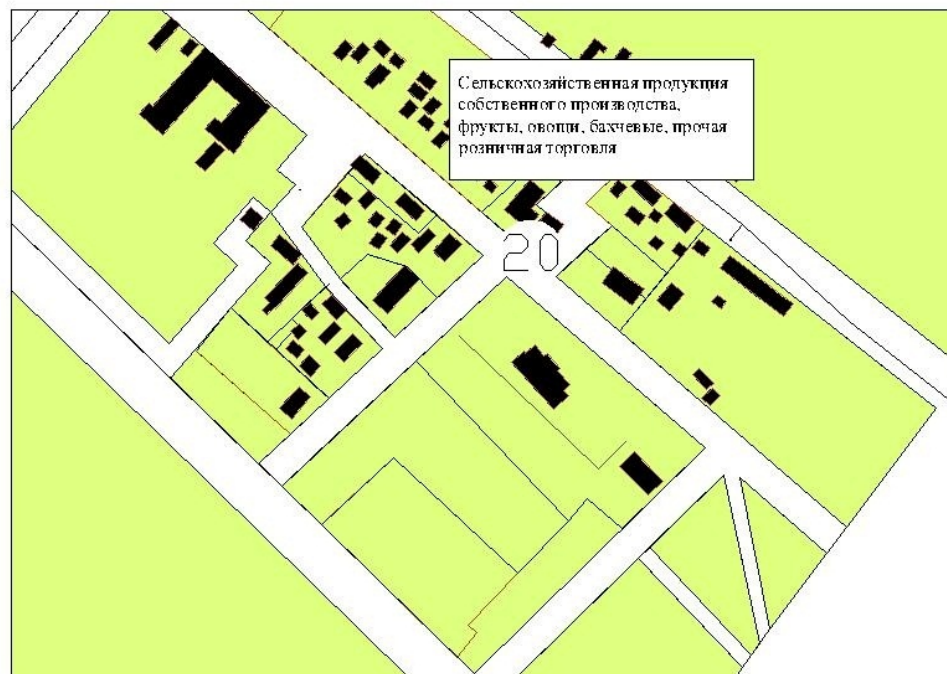 Сельскохозяйственная продукция
собственного производства,
фрукты, овощи, бахчевые, прочая
розничная торговля
20